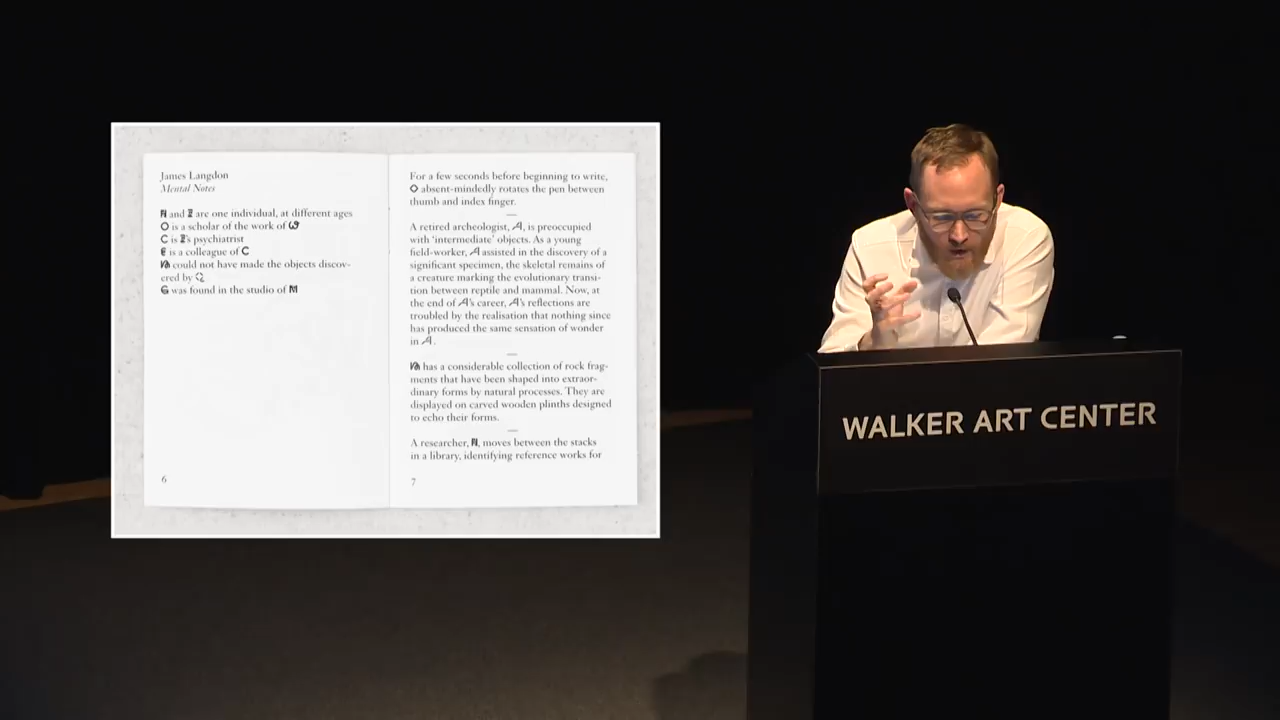 James Langdon
Mental Notes
N and Z are one individual, at different ages
O is a scholar of the work of W
C is Z's psychiatrist
E is a colleague of C
could not have made the objects discov-
ered by Q
G was found in the studio of M
6
For a few seconds before beginning to write,
O absent-mindedly rotates the pen between
thumb and index finger.
—
A retired archeologist, A, is preoccupied
with ‘intermediate’ objects. As a young
field-worker, A assisted in the discovery of a
significant specimen, the skeletal remains of
a creature marking the evolutionary transi-
tion between reptile and mammal. Now, at
the end of A’s career, A’s reflections are
troubled by the realisation that nothing since
has produced the same sensation of wonder
in A.
—
has a considerable collection of rock frag-
ments that have been shaped into extraor-
dinary forms by natural processes. They are
displayed on carved wooden plinths designed
to echo their forms.
—
A researcher, N, moves between the stacks
in a library, identifying reference works for
7
WALKER ART CENTER